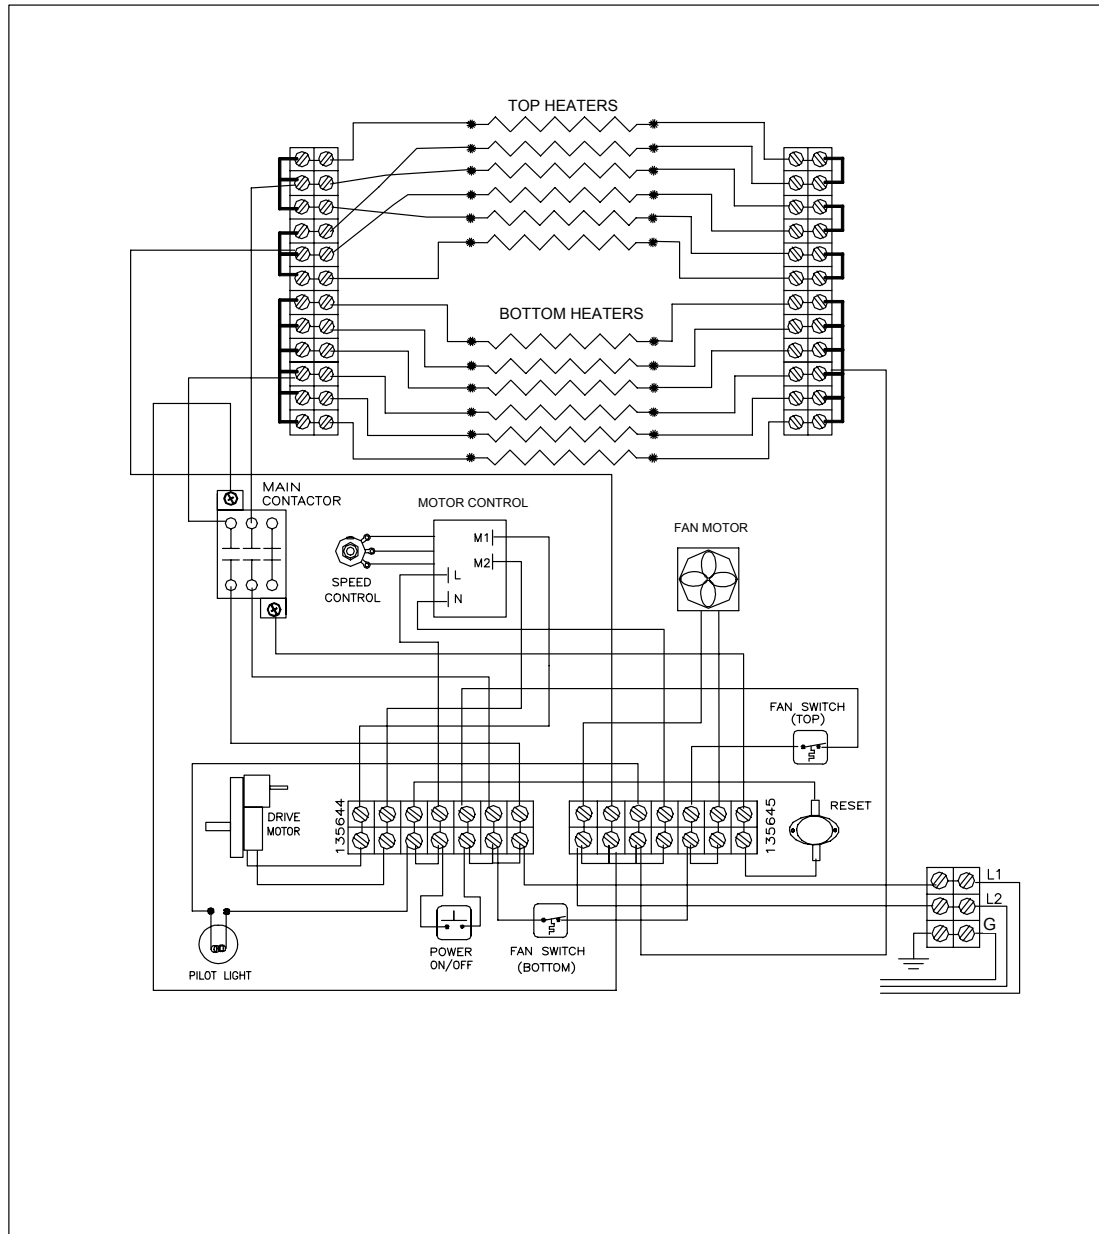 TOP HEATERS
BOTTOM HEATERS
MAIN
CONTACTOR
MOTOR CONTROL
M1
M2
L
N
SPEED
CONTROL
FAN MOTOR
FAN SWITCH
(TOP)
135644
135645
RESET
DRIVE
MOTOR
L1
L2
G
POWER
ON/OFF
FAN SWITCH
(BOTTOM)
PILOT LIGHT